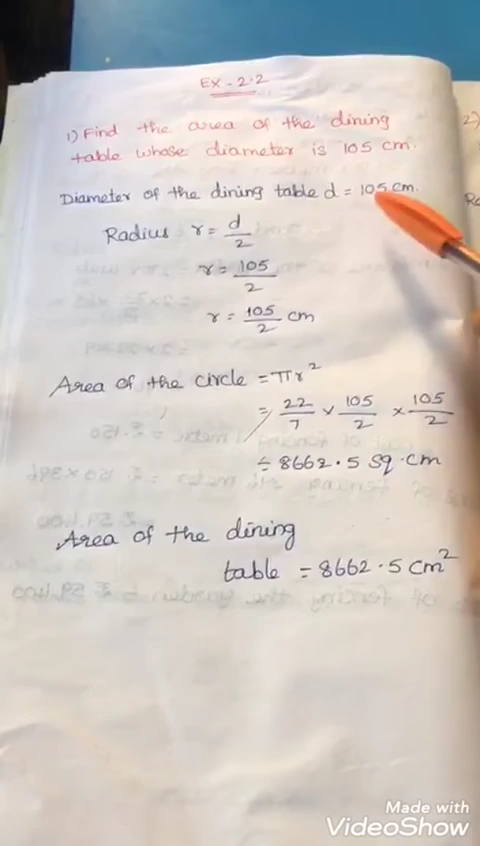 EX - 2.2
1) Find the area of the dining
table whose diameter is 105 cm.
Diameter of the dining table d = 105 cm.
Radius r = d/2
r = 105/2
r = 105/2 cm
Area of the circle = πr²
= 22/7 × 105/2 × 105/2
= 8662.5 sq.cm
Area of the dining
table = 8662.5 cm²
2)
Made with
VideoShow